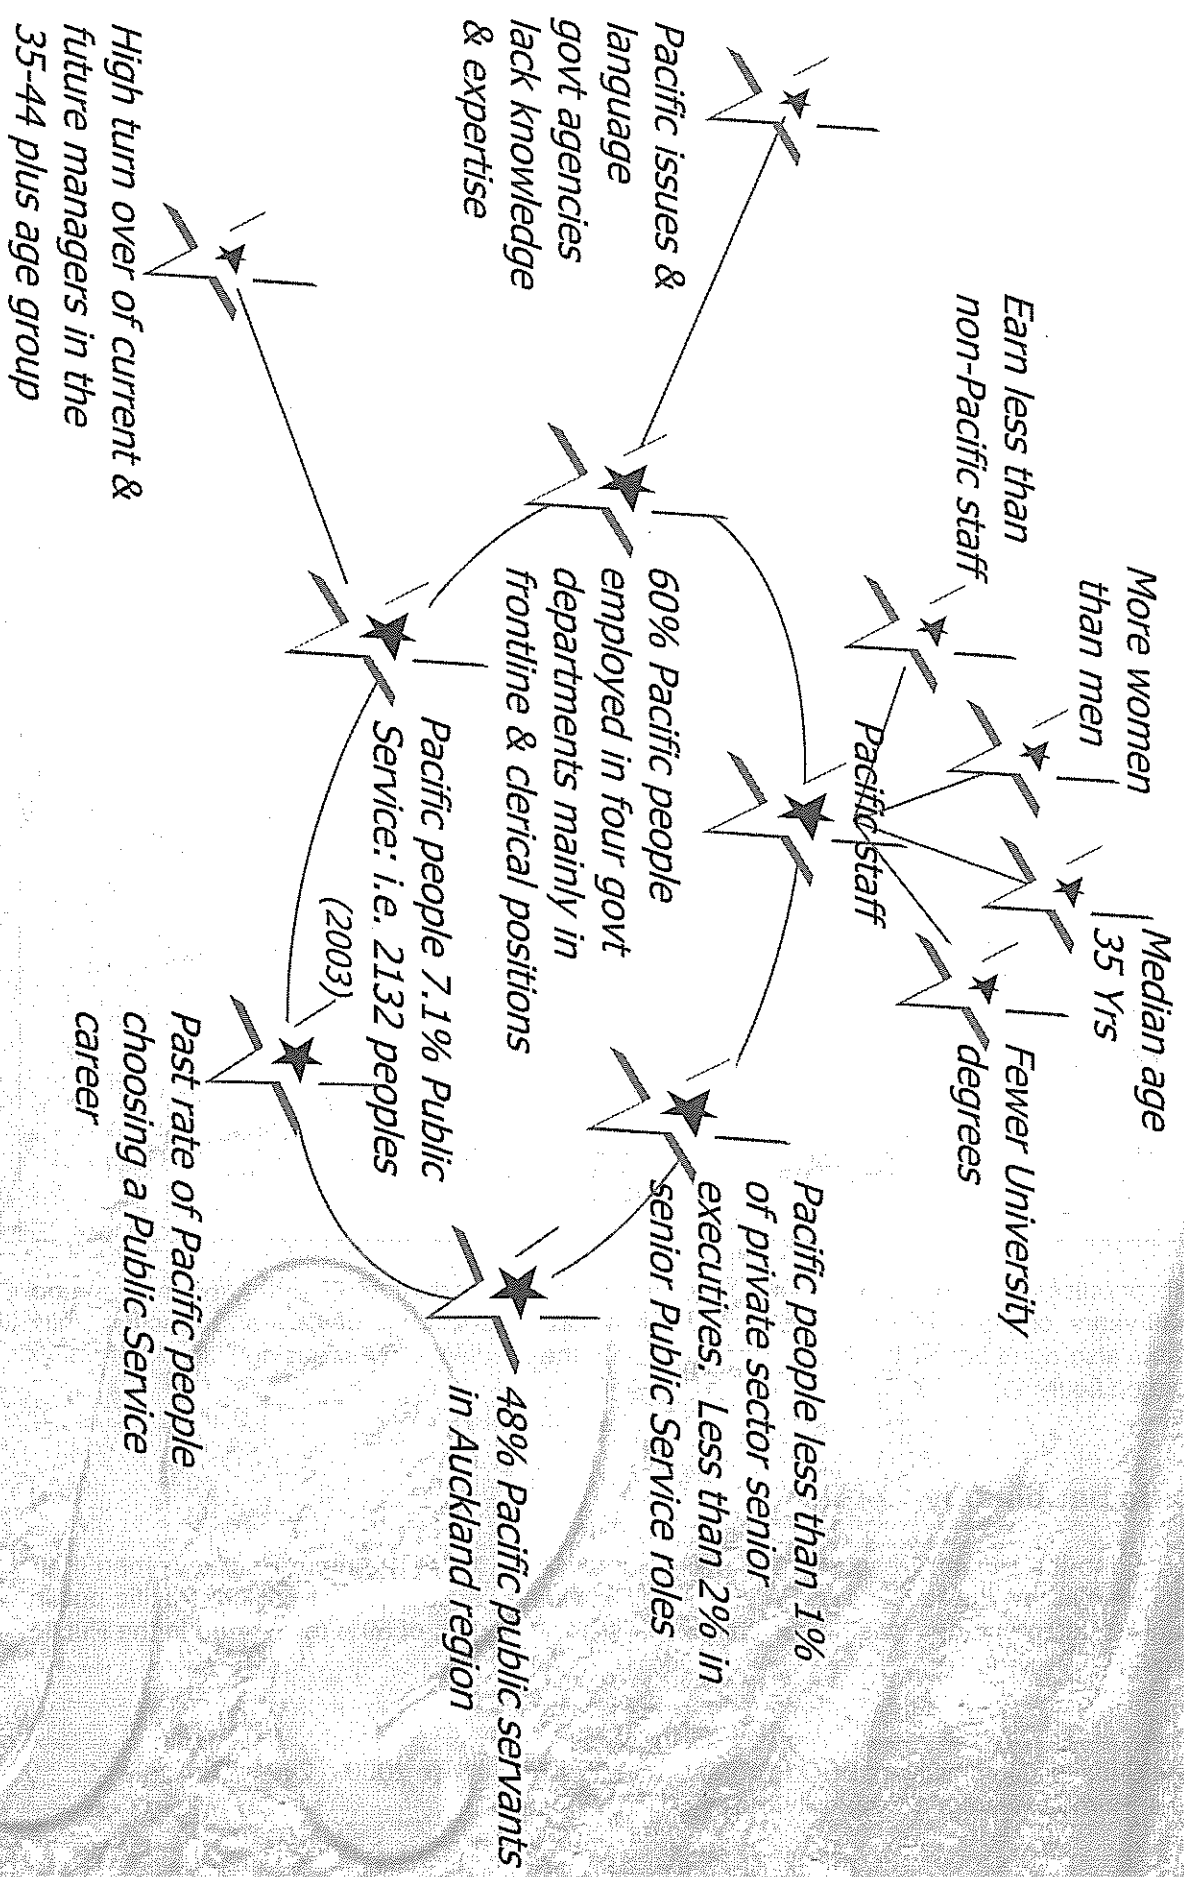 More women
than men
Median age
35 Yrs
Earn less than
non-Pacific staff
Fewer University
degrees
Pacific staff
Pacific issues &
language
govt agencies
lack knowledge
& expertise
60% Pacific people
employed in four govt
departments mainly in
frontline & clerical positions
Pacific people less than 1%
of private sector senior
executives. Less than 2% in
senior Public Service roles
Pacific people 7.1% Public
Service: i.e. 2132 peoples
(2003)
48% Pacific public servants
in Auckland region
High turn over of current &
future managers in the
35-44 plus age group
Past rate of Pacific people
choosing a Public Service
career